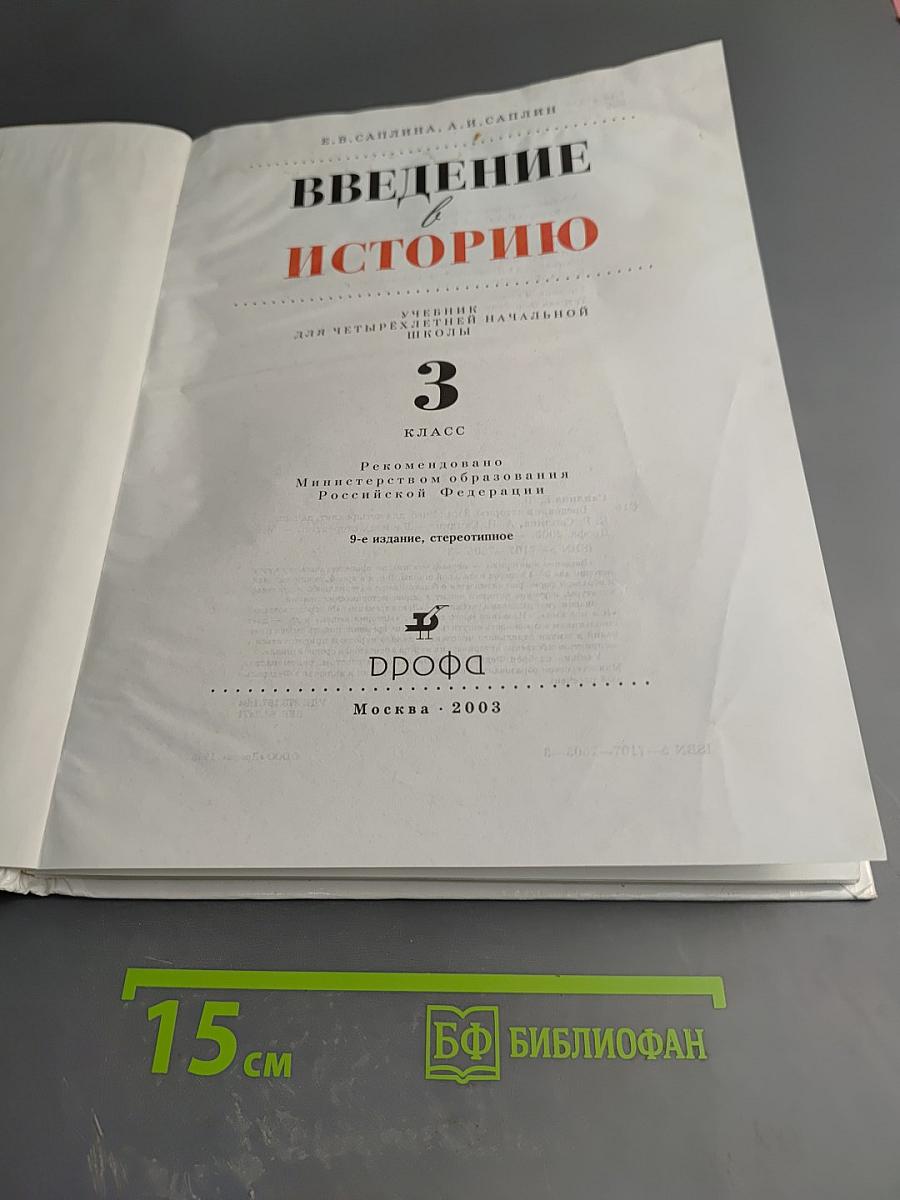 Е.В.САПЛИНА, А.И.САПЛИН
ВВЕДЕНИЕ
в
ИСТОРИЮ
УЧЕБНИК
ДЛЯ ЧЕТЫРЁХЛЕТНЕЙ НАЧАЛЬНОЙ
ШКОЛЫ
3
КЛАСС
Рекомендовано
Министерством образования
Российской Федерации
9-е издание, стереотипное
дрофа
Москва · 2003
15 см
БФ БИБЛИОФАН